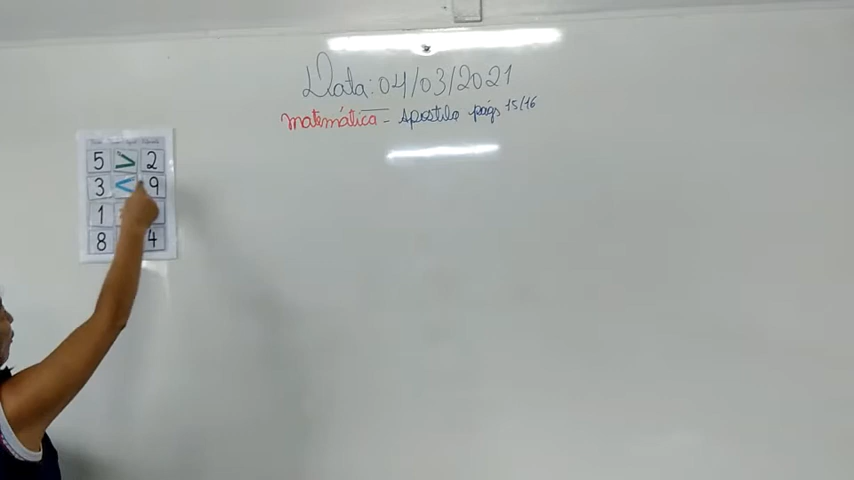 Data: 04/03/2021
Matemática - Apostila págs 15/16
5 > 2
3 < 9
1
8 4